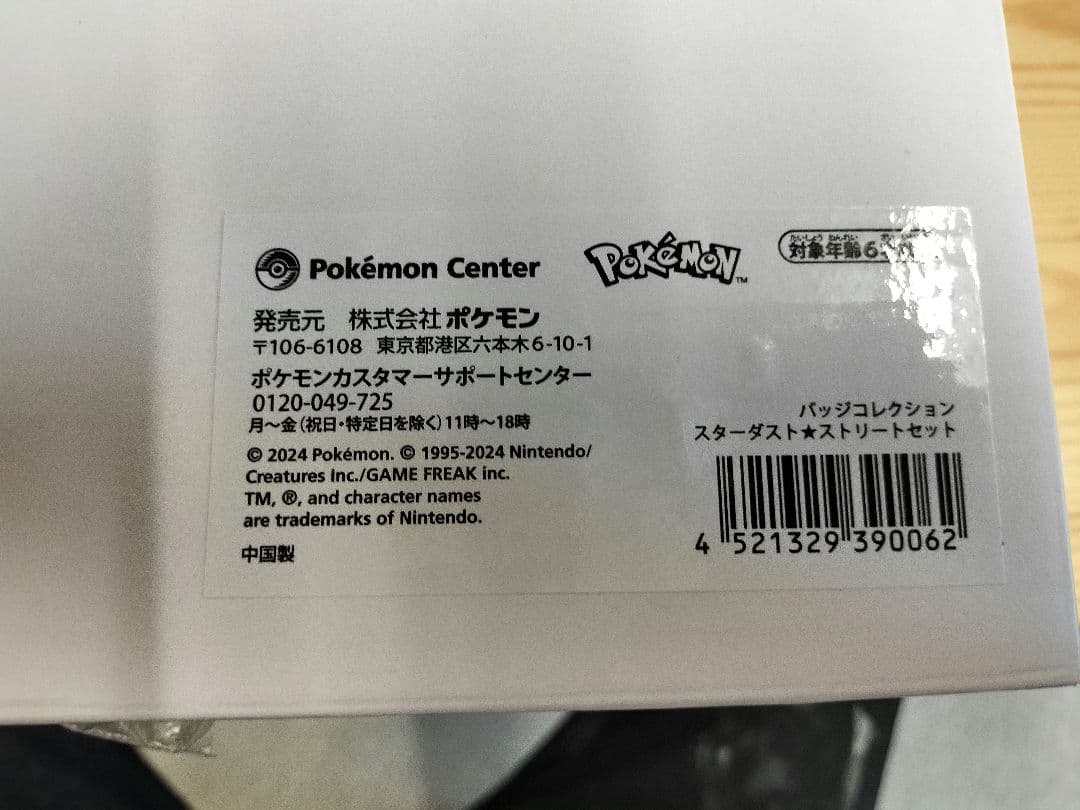 Pokémon Center
POKéMON™
対象年齢6
発売元 株式会社ポケモン
〒106-6108 東京都港区六本木6-10-1
ポケモンカスタマーサポートセンター
0120-049-725
月～金(祝日・特定日を除く)11時～18時
© 2024 Pokémon. © 1995-2024 Nintendo/
Creatures Inc./GAME FREAK inc.
TM, ®, and character names
are trademarks of Nintendo.
中国製
バッジコレクション
スターダスト★ストリートセット
4 521329 390062